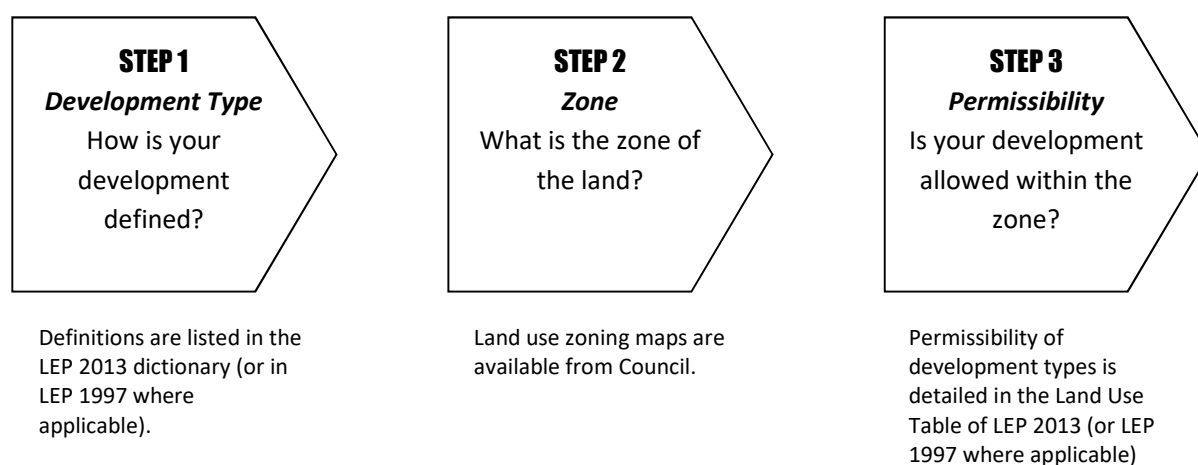 STEP 1
Development Type
How is your
development
defined?
Definitions are listed in the
LEP 2013 dictionary (or in
LEP 1997 where
applicable).
STEP 2
Zone
What is the zone of
the land?
Land use zoning maps are
available from Council.
STEP 3
Permissibility
Is your development
allowed within the
zone?
Permissibility of
development types is
detailed in the Land Use
Table of LEP 2013 (or LEP
1997 where applicable)